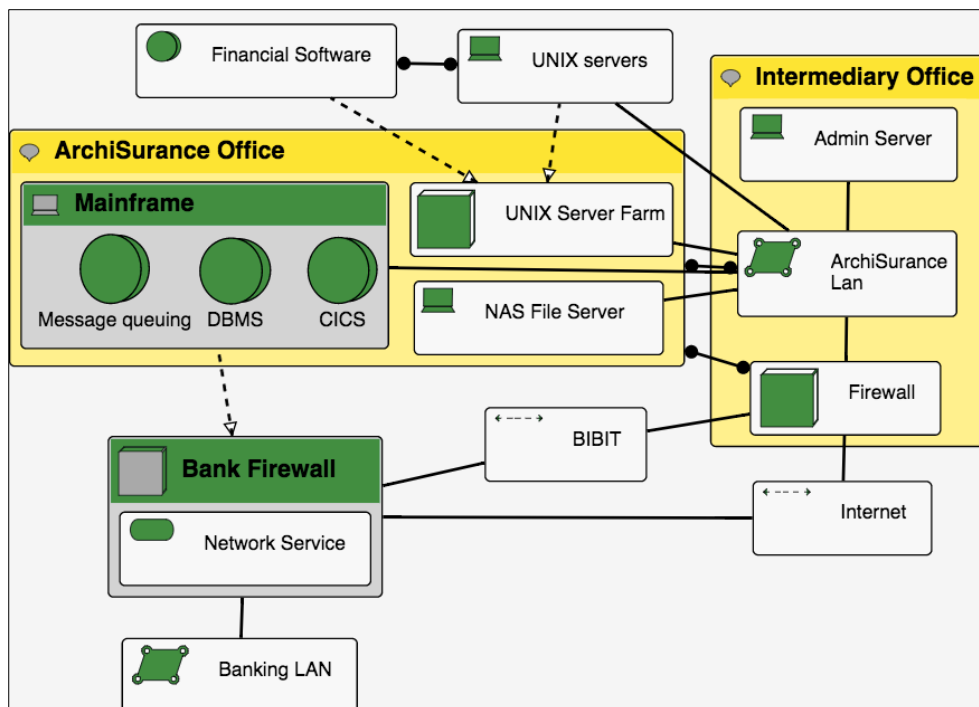 Financial Software
UNIX servers
Intermediary Office
Admin Server
ArchiSurance Office
Mainframe
UNIX Server Farm
ArchiSurance
Lan
Message queuing
DBMS
CICS
NAS File Server
Firewall
BIBIT
Bank Firewall
Internet
Network Service
Banking LAN